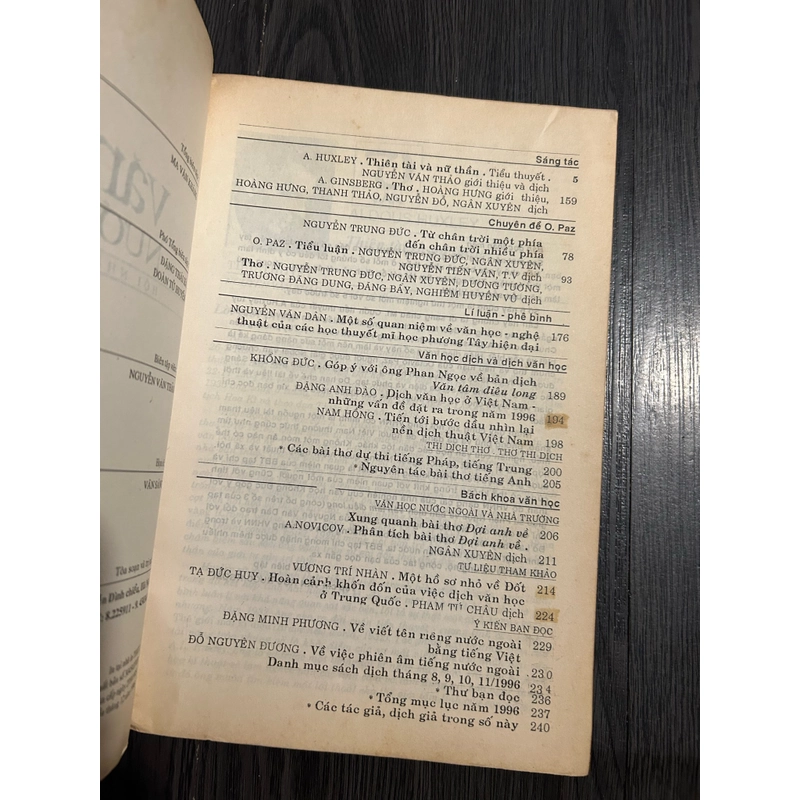 Sáng tác
A. HUXLEY . Thiên tài và nữ thần . Tiểu thuyết .
NGUYỄN VĂN THẢO giới thiệu và dịch 5
A. GINSBERG . Thơ . HOÀNG HƯNG giới thiệu,
HOÀNG HƯNG, THANH THẢO, NGUYỄN ĐỖ, NGÂN XUYÊN dịch 159
Chuyên đề O. Paz
NGUYỄN TRUNG ĐỨC . Từ chân trời một phía
đến chân trời nhiều phía 78
O. PAZ . Tiểu luận . NGUYỄN TRUNG ĐỨC, NGÂN XUYÊN,
NGUYỄN TIẾN VĂN, T.V dịch 93
Thơ . NGUYỄN TRUNG ĐỨC, NGÂN XUYÊN, DƯƠNG TƯỜNG,
TRƯƠNG ĐĂNG DUNG, ĐẶNG BẢY, NGHIÊM HUYỀN VŨ dịch
Lí luận - phê bình
NGUYỄN VĂN DÂN . Một số quan niệm về văn học - nghệ
thuật của các học thuyết mĩ học phương Tây hiện đại 176
Văn học dịch và dịch văn học
KHỔNG ĐỨC . Góp ý với ông Phan Ngọc về bản dịch
Văn tâm điêu long 189
ĐẶNG ANH ĐÀO . Dịch văn học ở Việt Nam -
những vấn đề đặt ra trong năm 1996 194
NAM HỒNG . Tiến tới bước đầu nhìn lại
nền dịch thuật Việt Nam 198
THI DỊCH THƠ . THƠ THI DỊCH
* Các bài thơ dự thi tiếng Pháp, tiếng Trung 200
* Nguyên tác bài thơ tiếng Anh 205
Bách khoa văn học
VĂN HỌC NƯỚC NGOÀI VÀ NHÀ TRƯỜNG
Xung quanh bài thơ Đợi anh về 206
A.NOVICOV . Phân tích bài thơ Đợi anh về .
NGÂN XUYÊN dịch 211
TƯ LIỆU THAM KHẢO
VƯƠNG TRÍ NHÀN . Một hồ sơ nhỏ về Đốt 214
TẠ ĐỨC HUY . Hoàn cảnh khốn đốn của việc dịch văn học
ở Trung Quốc . PHẠM TÚ CHÂU dịch 224
Ý KIẾN BẠN ĐỌC
ĐẶNG MINH PHƯƠNG . Về viết tên riêng nước ngoài
bằng tiếng Việt 229
ĐỖ NGUYÊN ĐƯƠNG . Về việc phiên âm tiếng nước ngoài 230
Danh mục sách dịch tháng 8, 9, 10, 11/1996 234
* Thư bạn đọc 236
* Tổng mục lục năm 1996 237
* Các tác giả, dịch giả trong số này 240